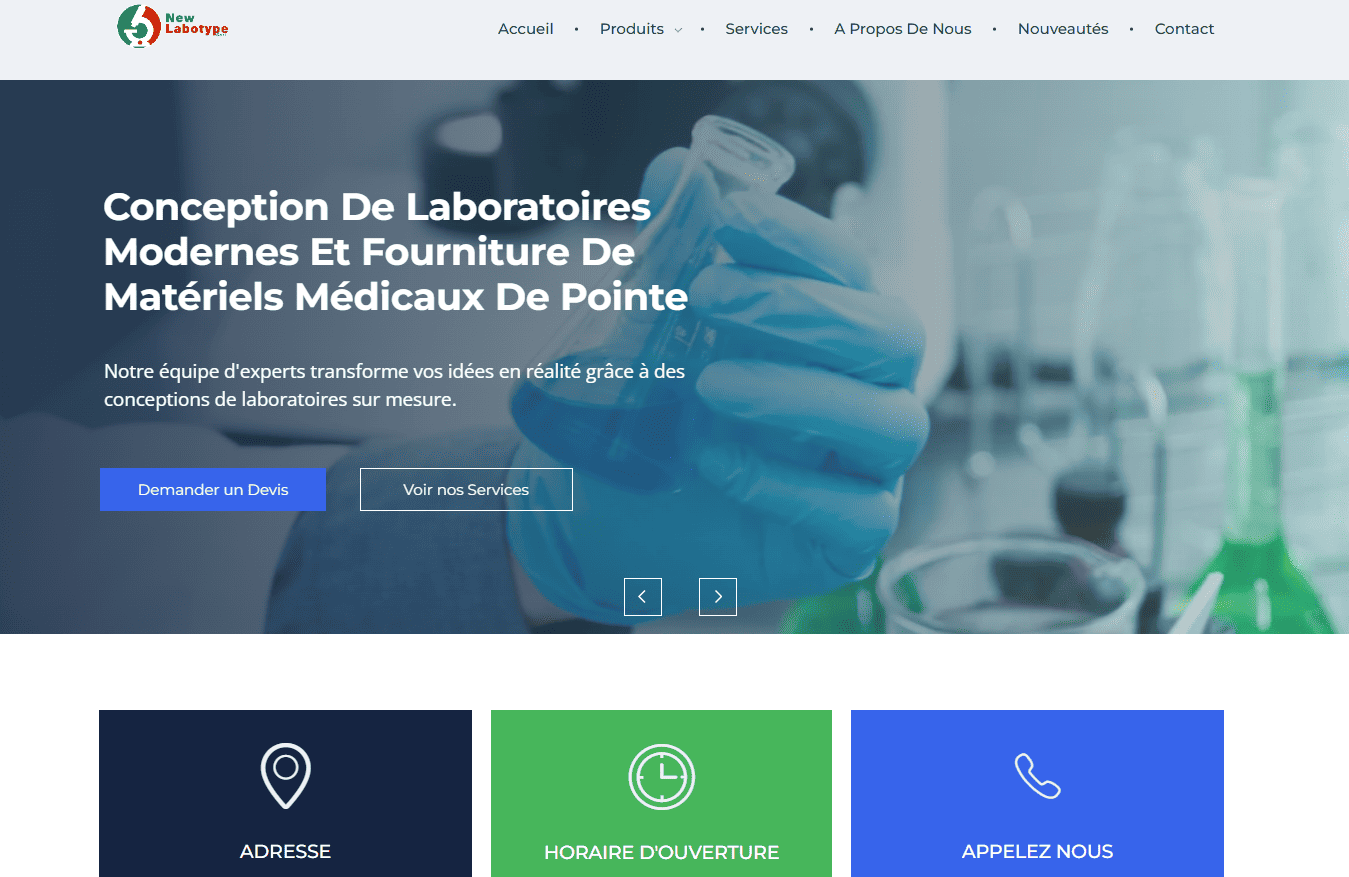 New
Labotype
Accueil • Produits • Services • A Propos De Nous • Nouveautés • Contact
Conception De Laboratoires
Modernes Et Fourniture De
Matériels Médicaux De Pointe
Notre équipe d'experts transforme vos idées en réalité grâce à des
conceptions de laboratoires sur mesure.
Demander un Devis
Voir nos Services
ADRESSE
HORAIRE D'OUVERTURE
APPELEZ NOUS